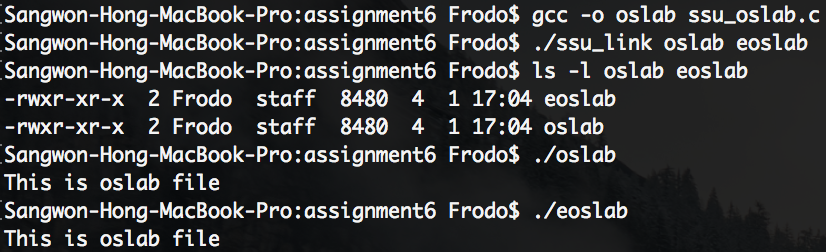 Sangwon-Hong-MacBook-Pro:assignment6 Frodo$ gcc -o oslab ssu_oslab.c
Sangwon-Hong-MacBook-Pro:assignment6 Frodo$ ./ssu_link oslab eoslab
Sangwon-Hong-MacBook-Pro:assignment6 Frodo$ ls -l oslab eoslab
-rwxr-xr-x  2 Frodo  staff  8480  4  1 17:04 eoslab
-rwxr-xr-x  2 Frodo  staff  8480  4  1 17:04 oslab
Sangwon-Hong-MacBook-Pro:assignment6 Frodo$ ./oslab
This is oslab file
Sangwon-Hong-MacBook-Pro:assignment6 Frodo$ ./eoslab
This is oslab file